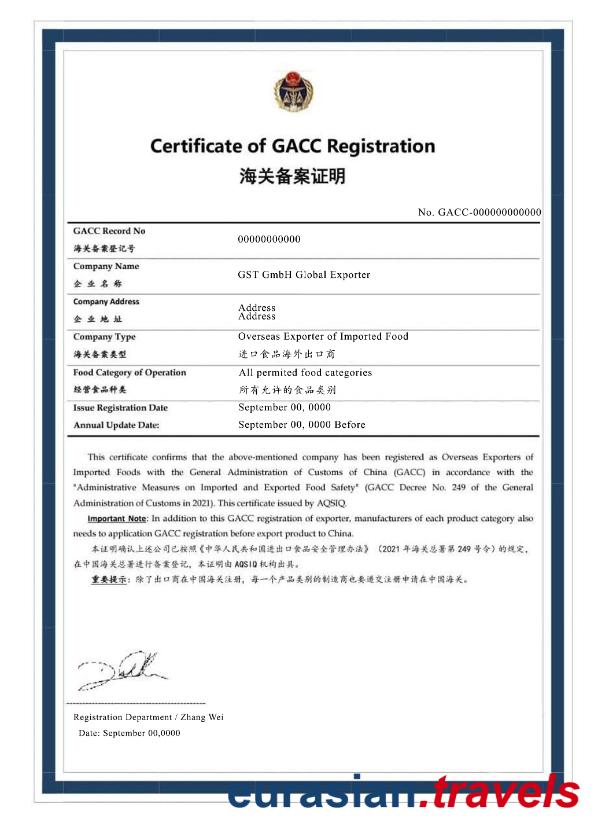 Certificate of GACC Registration
海关备案证明
No. GACC-000000000000
GACC Record No
海关备案登记号
00000000000
Company Name
企 业 名 称
GST GmbH Global Exporter
Company Address
企 业 地 址
Address
Address
Company Type
海关备案类型
Overseas Exporter of Imported Food
进口食品海外出口商
Food Category of Operation
经营食品种类
All permited food categories
所有允许的食品类别
Issue Registration Date
September 00, 0000
Annual Update Date:
September 00, 0000 Before
This certificate confirms that the above-mentioned company has been registered as Overseas Exporters of
Imported Foods with the General Administration of Customs of China (GACC) in accordance with the
"Administrative Measures on Imported and Exported Food Safety" (GACC Decree No. 249 of the General
Administration of Customs in 2021). This certificate issued by AQSIQ.
Important Note: In addition to this GACC registration of exporter, manufacturers of each product category also
needs to application GACC registration before export product to China.
本证明确认上述公司已按照《中华人民共和国进出口食品安全管理办法》（2021 年海关总署第 249 号令）的规定，
在中国海关总署进行备案登记，本证明由 AQSIQ 机构出具。
重要提示：除了出口商在中国海关注册，每一个产品类别的制造商也要递交注册申请在中国海关。
Registration Department / Zhang Wei
Date: September 00,0000
eurasian.travels